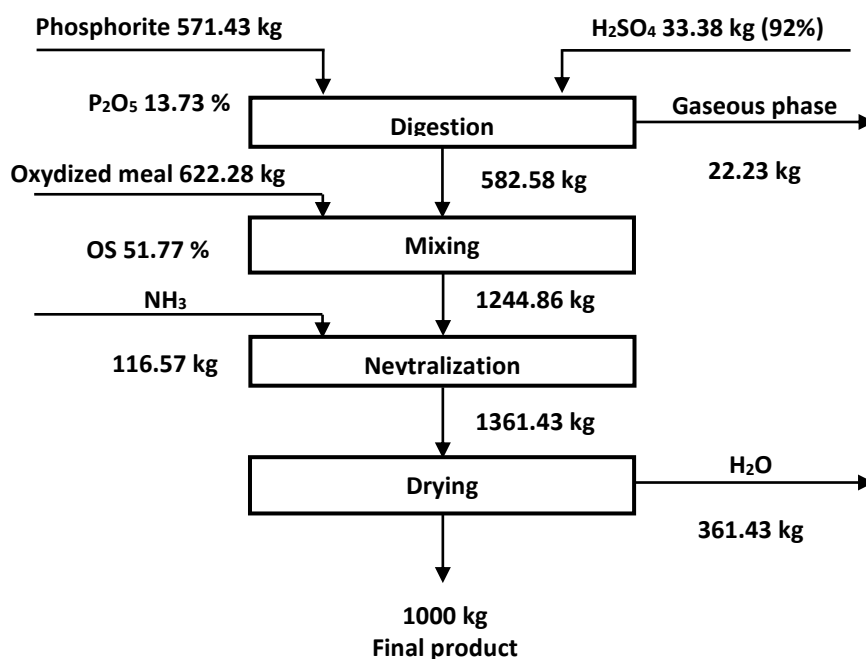 Phosphorite 571.43 kg
H₂SO₄ 33.38 kg (92%)
P₂O₅ 13.73 %
Digestion
Gaseous phase
22.23 kg
582.58 kg
Oxydized meal 622.28 kg
OS 51.77 %
Mixing
1244.86 kg
NH₃
116.57 kg
Nevtralization
1361.43 kg
Drying
H₂O
361.43 kg
1000 kg
Final product